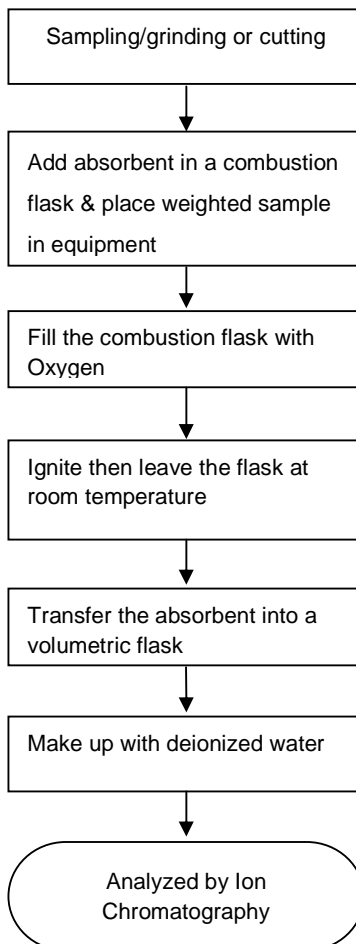 Sampling/grinding or cutting
Add absorbent in a combustion
flask & place weighted sample
in equipment
Fill the combustion flask with
Oxygen
Ignite then leave the flask at
room temperature
Transfer the absorbent into a
volumetric flask
Make up with deionized water
Analyzed by Ion
Chromatography